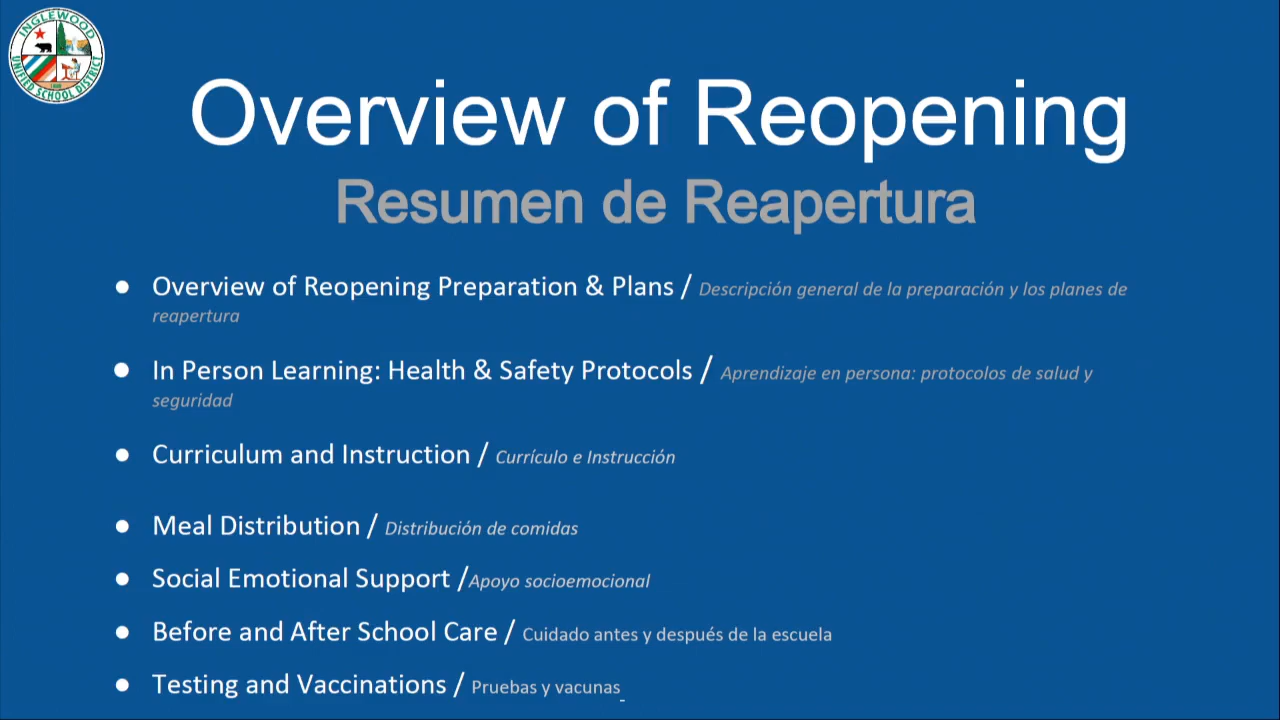 INGLEWOOD
UNIFIED SCHOOL DISTRICT
Overview of Reopening
Resumen de Reapertura
● Overview of Reopening Preparation & Plans / Descripción general de la preparación y los planes de
reapertura
● In Person Learning: Health & Safety Protocols / Aprendizaje en persona: protocolos de salud y
seguridad
● Curriculum and Instruction / Currículo e Instrucción
● Meal Distribution / Distribución de comidas
● Social Emotional Support /Apoyo socioemocional
● Before and After School Care / Cuidado antes y después de la escuela
● Testing and Vaccinations / Pruebas y vacunas